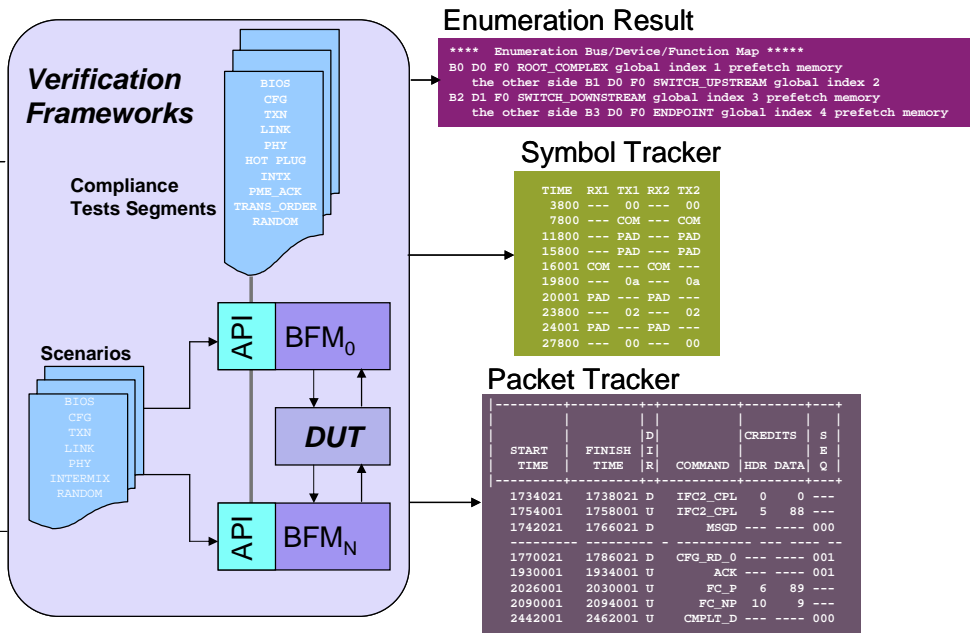 Verification
Frameworks
BIOS
CFG
TXN
LINK
PHY
HOT PLUG
INTX
PME_ACK
TRANS_ORDER
RANDOM
Compliance
Tests Segments
API
BFM0
Scenarios
BIOS
CFG
TXN
LINK
PHY
INTERMIX
RANDOM
DUT
API
BFMN
Enumeration Result
**** Enumeration Bus/Device/Function Map *****
B0 D0 F0 ROOT_COMPLEX global index 1 prefetch memory
the other side B1 D0 F0 SWITCH_UPSTREAM global index 2
B2 D1 F0 SWITCH_DOWNSTREAM global index 3 prefetch memory
the other side B3 D0 F0 ENDPOINT global index 4 prefetch memory
Symbol Tracker
TIME RX1 TX1 RX2 TX2
3800 --- 00 --- 00
7800 --- COM --- COM
11800 --- PAD --- PAD
15800 --- PAD --- PAD
16001 COM --- COM ---
19800 --- 0a --- 0a
20001 PAD --- PAD ---
23800 --- 02 --- 02
24001 PAD --- PAD ---
27800 --- 00 --- 00
Packet Tracker
|----------+---------+-+-----------+--------+---+
| | |D| |CREDITS | S |
| START | FINISH |I| | | E |
| TIME | TIME |R| COMMAND |HDR DATA| Q |
|----------+---------+-+-----------+--------+---+
1734021 1738021 D IFC2_CPL 0 0 ---
1754001 1758001 U IFC2_CPL 5 88 ---
1742021 1766021 D MSGD --- ---- 000
---------- --------- - ----------- --- ---- --
1770021 1786021 D CFG_RD_0 --- ---- 001
1930001 1934001 U ACK --- ---- 001
2026001 2030001 U FC_P 6 89 ---
2090001 2094001 U FC_NP 10 9 ---
2442001 2462001 U CMPLT_D --- ---- 000